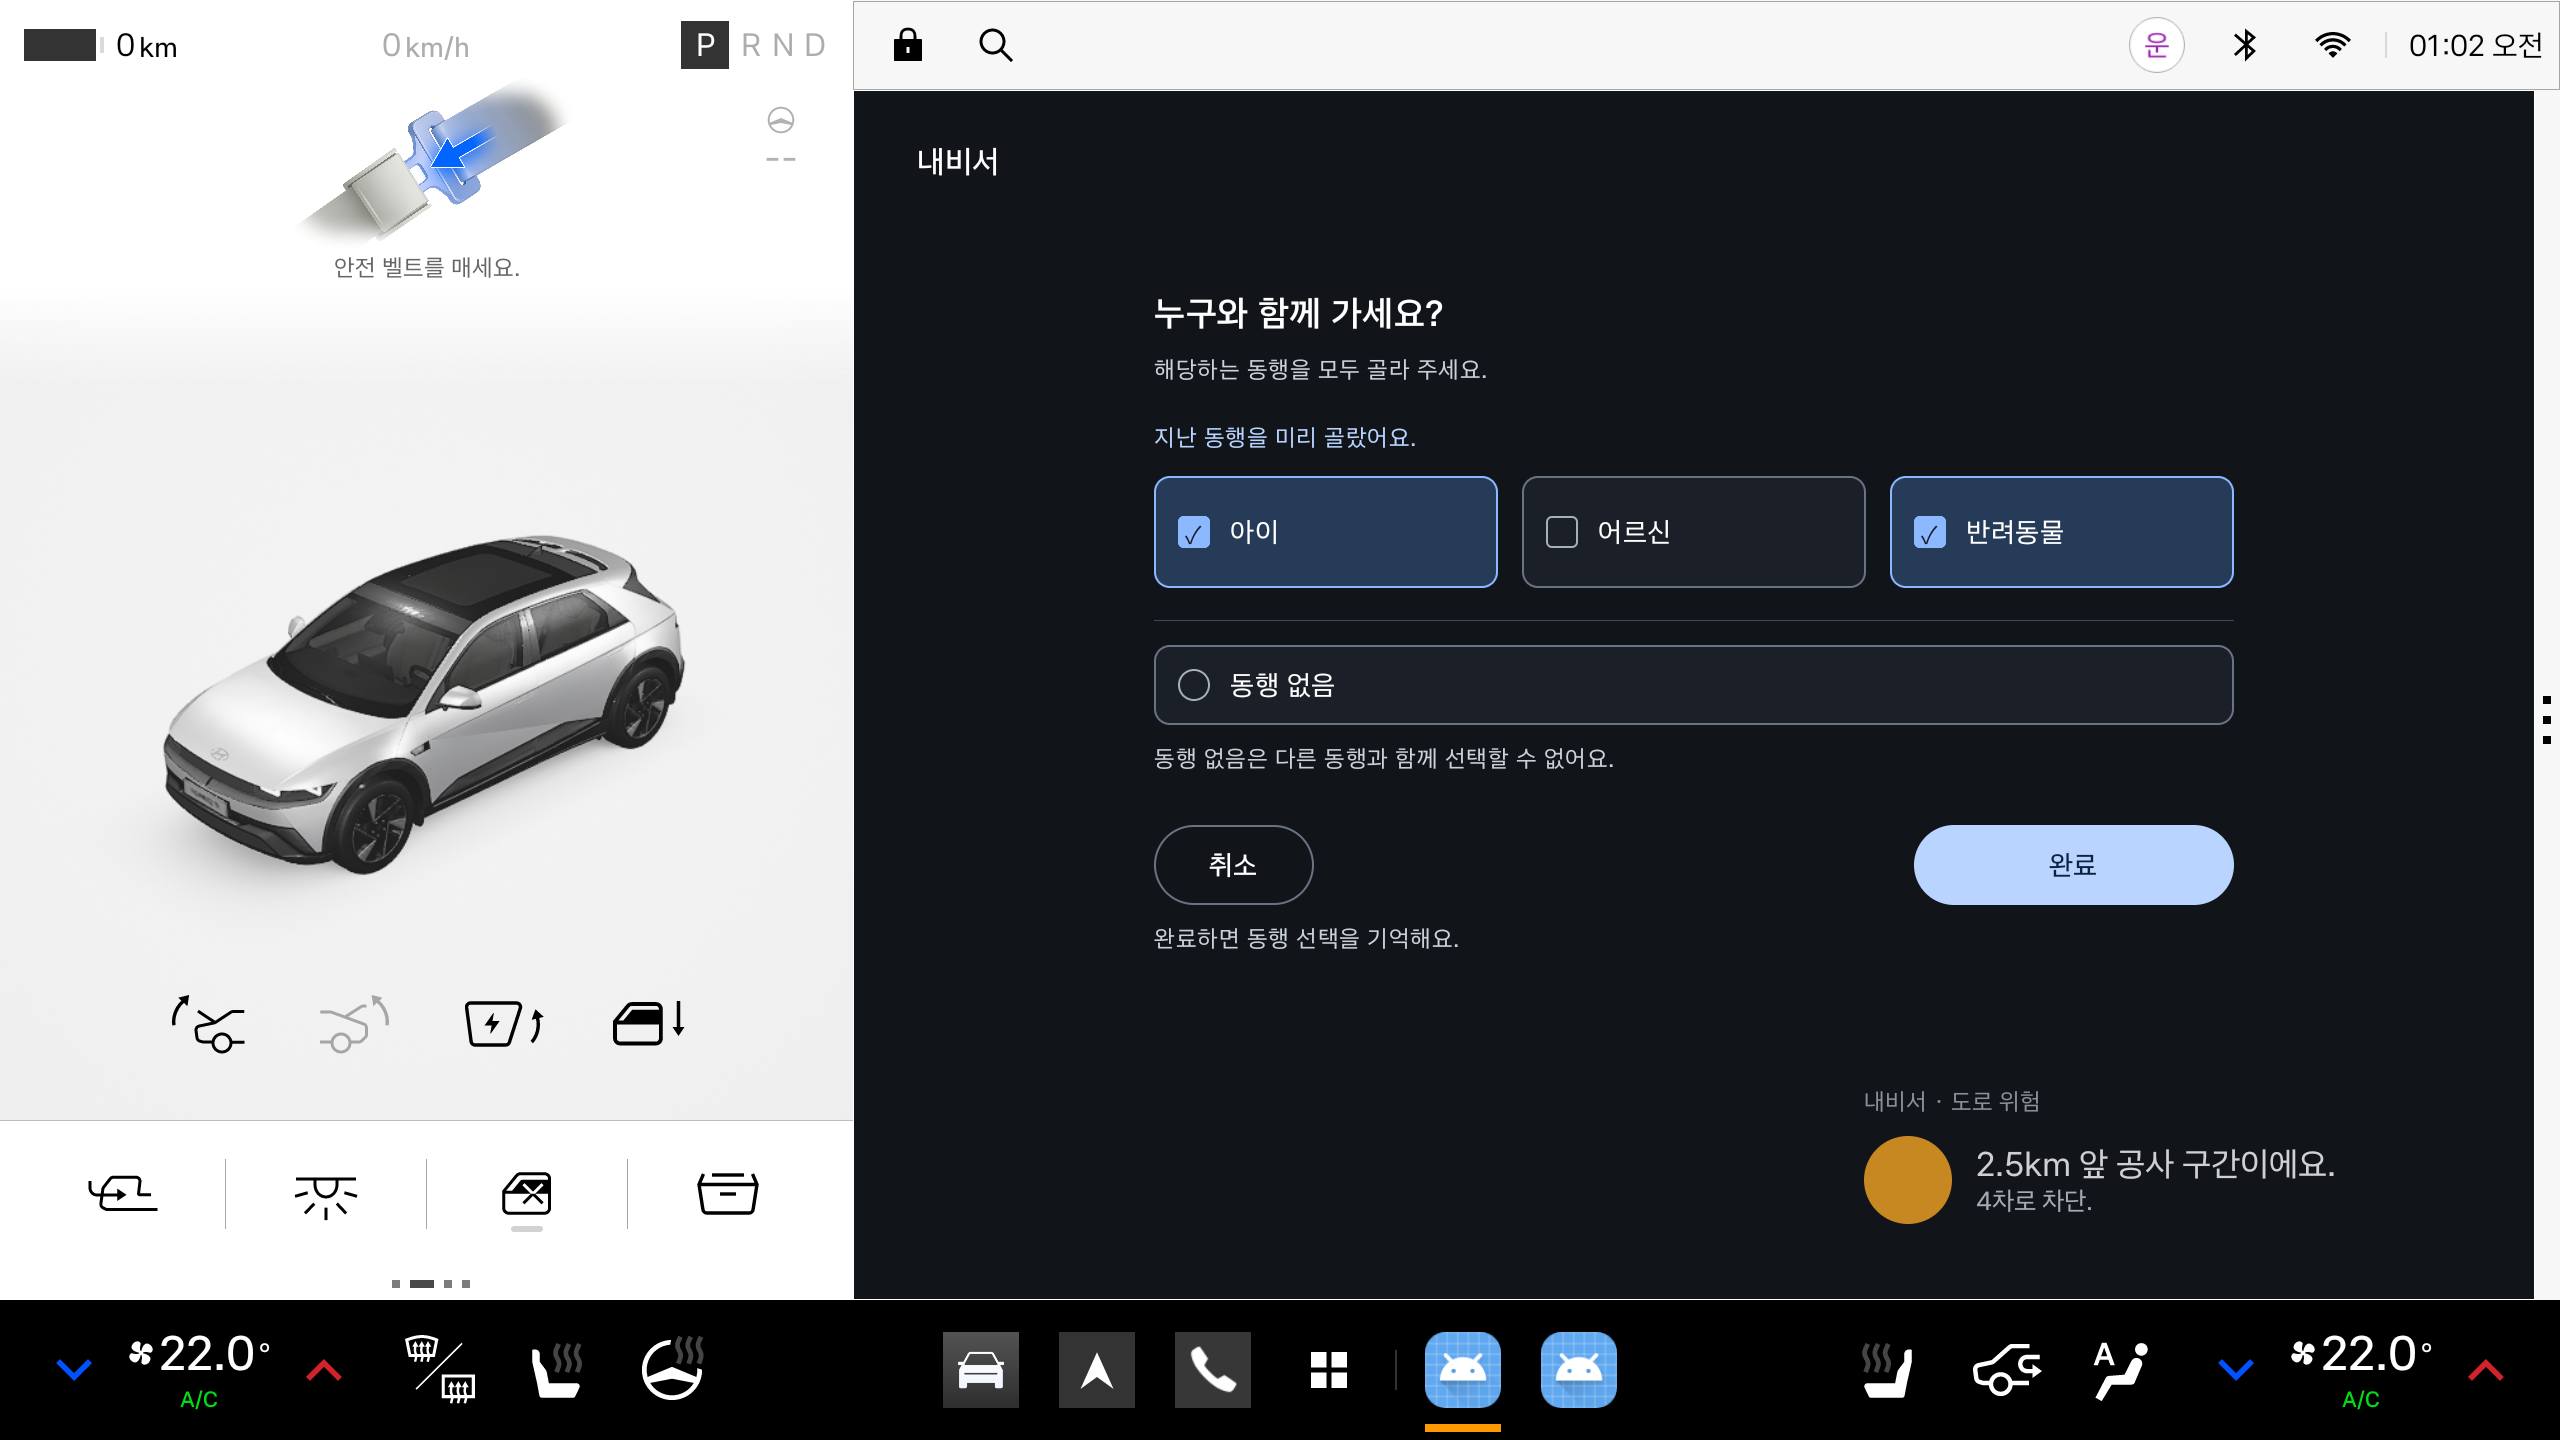 0 km
0 km/h
P R N D
운
01:02 오전
안전 벨트를 매세요.
내비서
누구와 함께 가세요?
해당하는 동행을 모두 골라 주세요.
지난 동행을 미리 골랐어요.
아이
어르신
반려동물
동행 없음
동행 없음은 다른 동행과 함께 선택할 수 없어요.
취소
완료
완료하면 동행 선택을 기억해요.
내비서 · 도로 위험
2.5km 앞 공사 구간이에요.
4차로 차단.
22.0°
A/C
A
22.0°
A/C